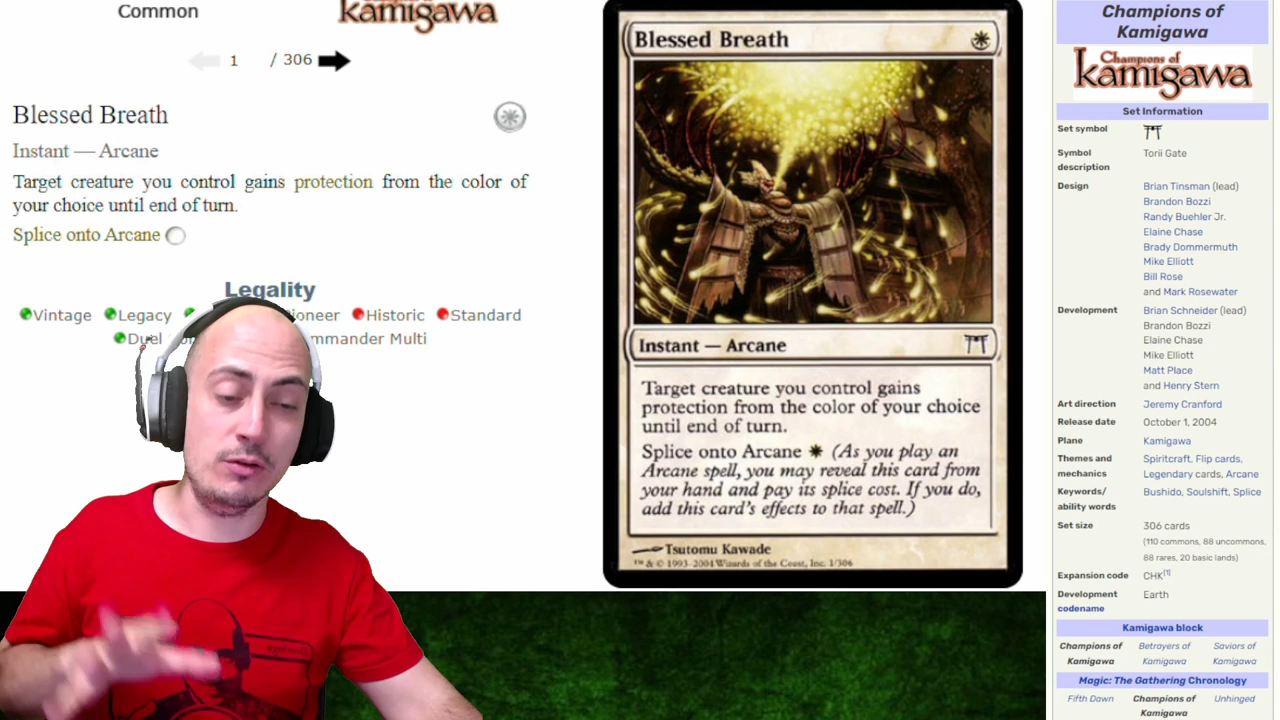 Common
kamigawa
1 / 306
Blessed Breath
Instant — Arcane
Target creature you control gains protection from the color of
your choice until end of turn.
Splice onto Arcane
Legality
Vintage Legacy ioneer Historic Standard
Duel mmander Multi
Blessed Breath
Instant — Arcane
Target creature you control gains
protection from the color of your choice
until end of turn.
Splice onto Arcane (As you play an
Arcane spell, you may reveal this card from
your hand and pay its splice cost. If you do,
add this card's effects to that spell.)
Tsutomu Kawade
™ & © 1993-2004 Wizards of the Coast, Inc. 1/306
Champions of
Kamigawa
Champions of
kamigawa
Set Information
Set symbol
Symbol description Torii Gate
Design Brian Tinsman (lead)
Brandon Bozzi
Randy Buehler Jr.
Elaine Chase
Brady Dommermuth
Mike Elliott
Bill Rose
and Mark Rosewater
Development Brian Schneider (lead)
Brandon Bozzi
Elaine Chase
Mike Elliott
Matt Place
and Henry Stern
Art direction Jeremy Cranford
Release date October 1, 2004
Plane Kamigawa
Themes and mechanics Spiritcraft, Flip cards,
Legendary cards, Arcane
Keywords/ability words Bushido, Soulshift, Splice
Set size 306 cards
(110 commons, 88 uncommons,
88 rares, 20 basic lands)
Expansion code CHK[1]
Development codename Earth
Kamigawa block
Champions of Kamigawa Betrayers of Kamigawa Saviors of Kamigawa
Magic: The Gathering Chronology
Fifth Dawn Champions of Kamigawa Unhinged